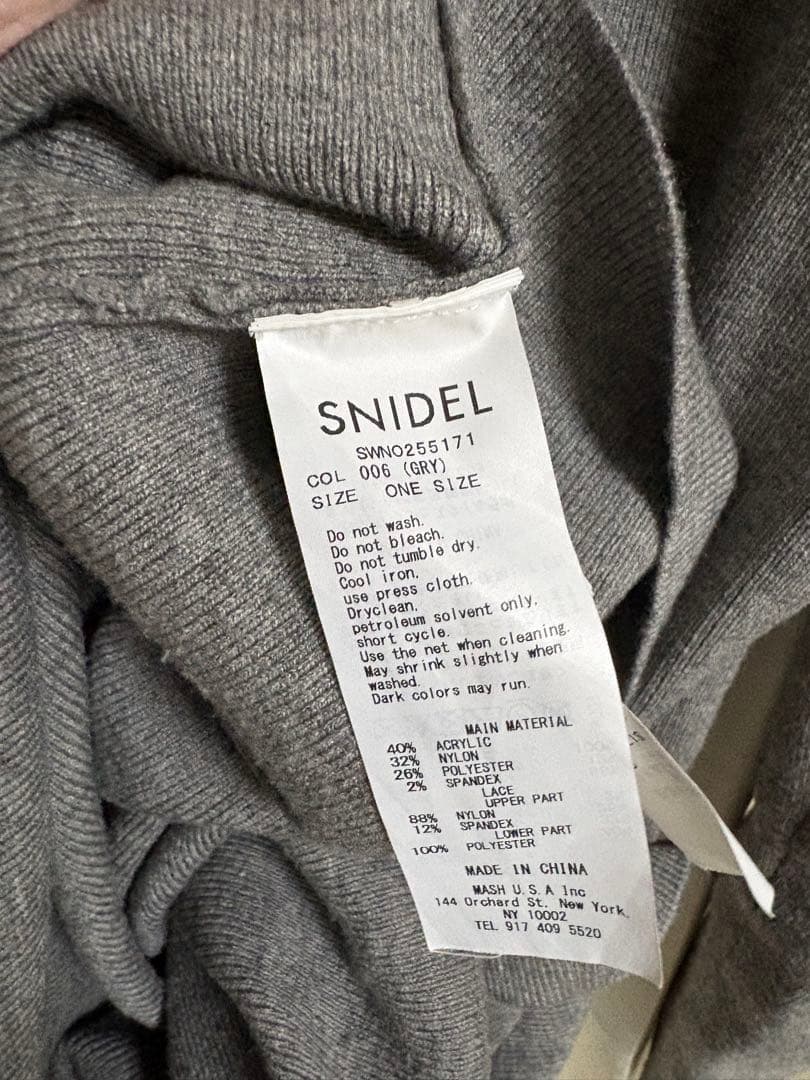 SNIDEL
SWNO255171
COL 006 (GRY)
SIZE ONE SIZE
Do not wash.
Do not bleach.
Do not tumble dry.
Cool iron,
use press cloth.
Dryclean,
petroleum solvent only,
short cycle.
Use the net when cleaning.
May shrink slightly when
washed.
Dark colors may run.
MAIN MATERIAL
40% ACRYLIC
32% NYLON
26% POLYESTER
2% SPANDEX
LACE
UPPER PART
88% NYLON
12% SPANDEX
LOWER PART
100% POLYESTER
MADE IN CHINA
MASH U.S.A Inc
144 Orchard St. New York,
NY 10002
TEL 917 409 5520